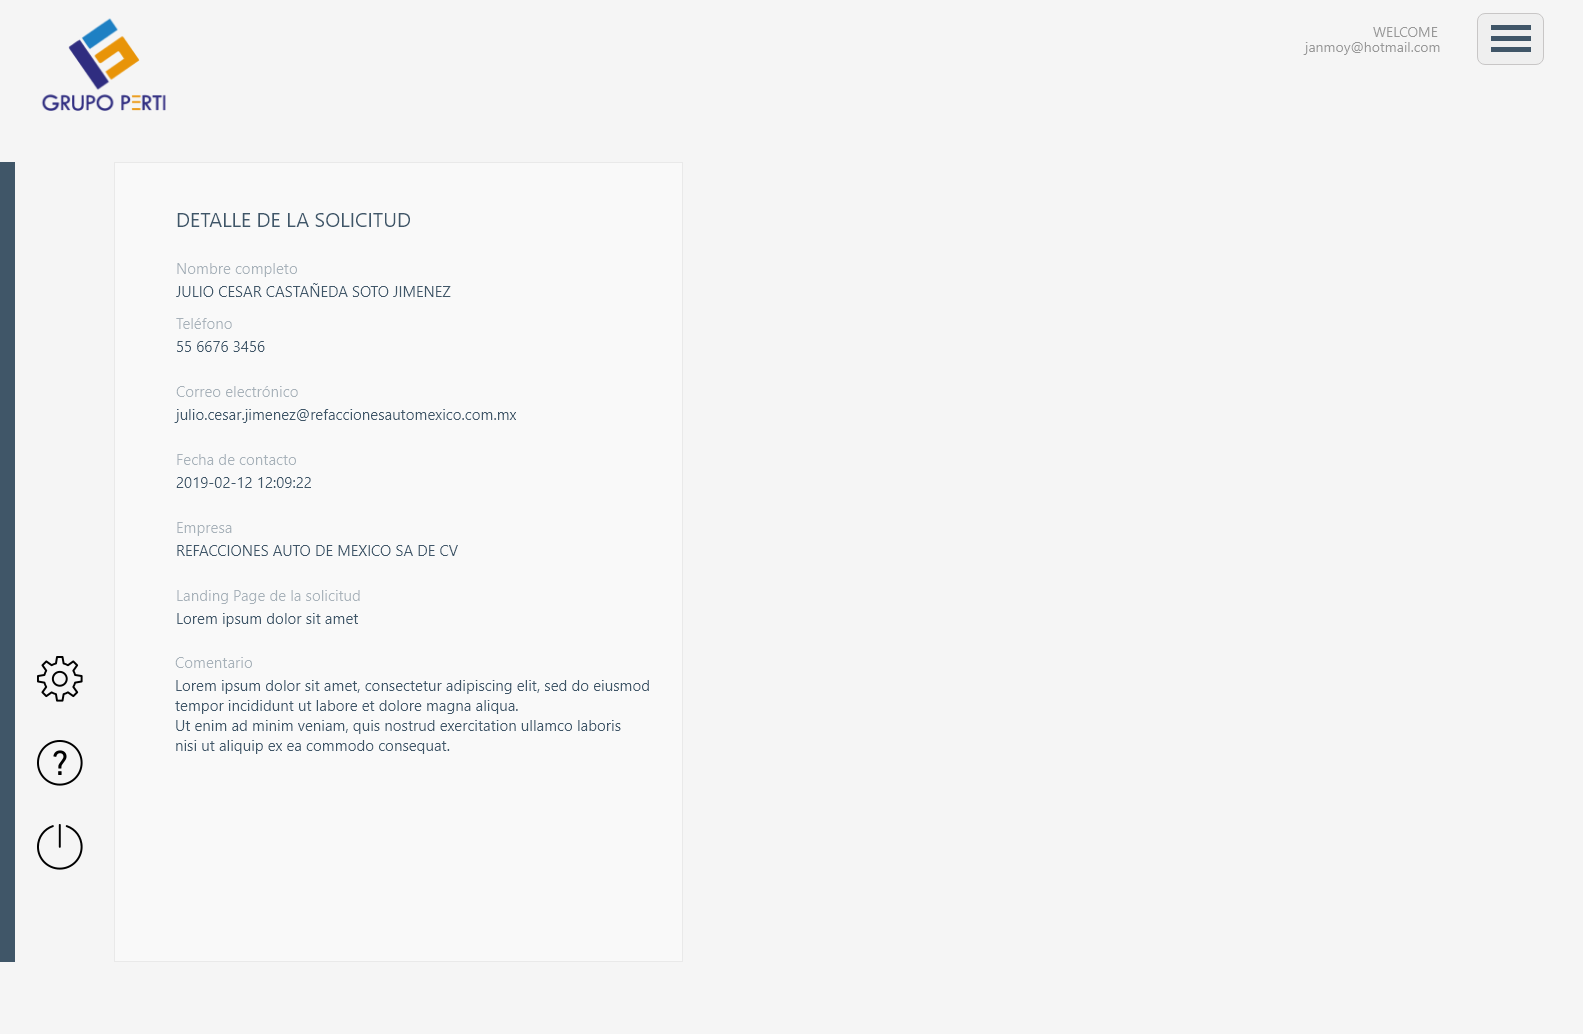 GRUPO PERTI
WELCOME
janmoy@hotmail.com
DETALLE DE LA SOLICITUD
Nombre completo
JULIO CESAR CASTAÑEDA SOTO JIMENEZ
Teléfono
55 6676 3456
Correo electrónico
julio.cesar.jimenez@refaccionesautomexico.com.mx
Fecha de contacto
2019-02-12 12:09:22
Empresa
REFACCIONES AUTO DE MEXICO SA DE CV
Landing Page de la solicitud
Lorem ipsum dolor sit amet
Comentario
Lorem ipsum dolor sit amet, consectetur adipiscing elit, sed do eiusmod
tempor incididunt ut labore et dolore magna aliqua.
Ut enim ad minim veniam, quis nostrud exercitation ullamco laboris
nisi ut aliquip ex ea commodo consequat.
?